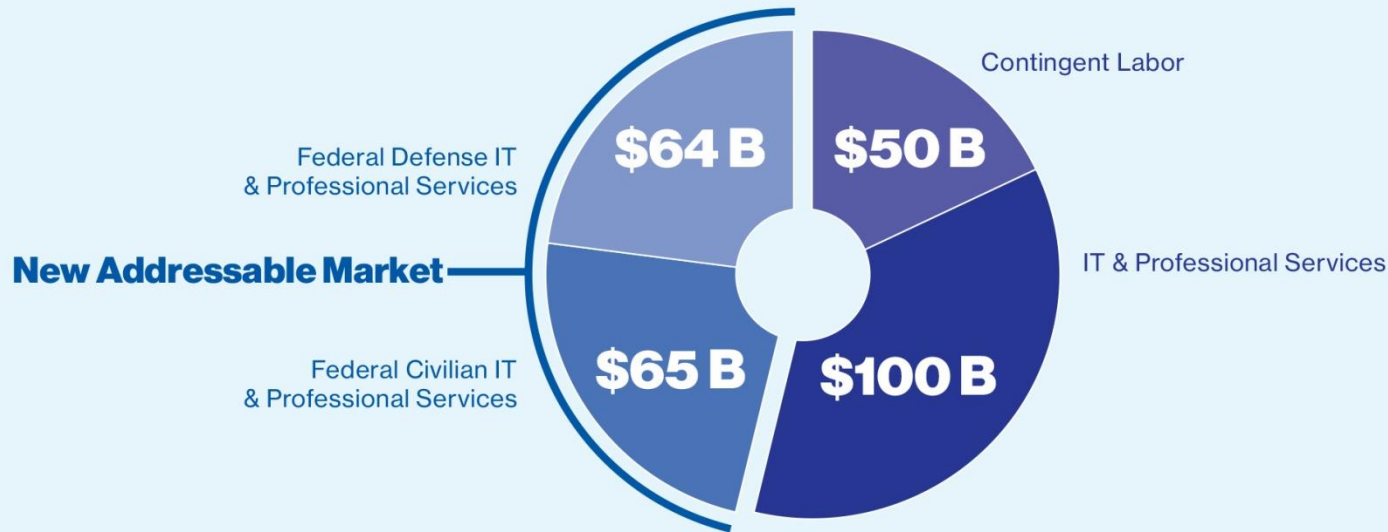 Contingent Labor
$64 B
$50 B
Federal Defense IT
& Professional Services
New Addressable Market
IT & Professional Services
Federal Civilian IT
& Professional Services
$65 B
$100 B